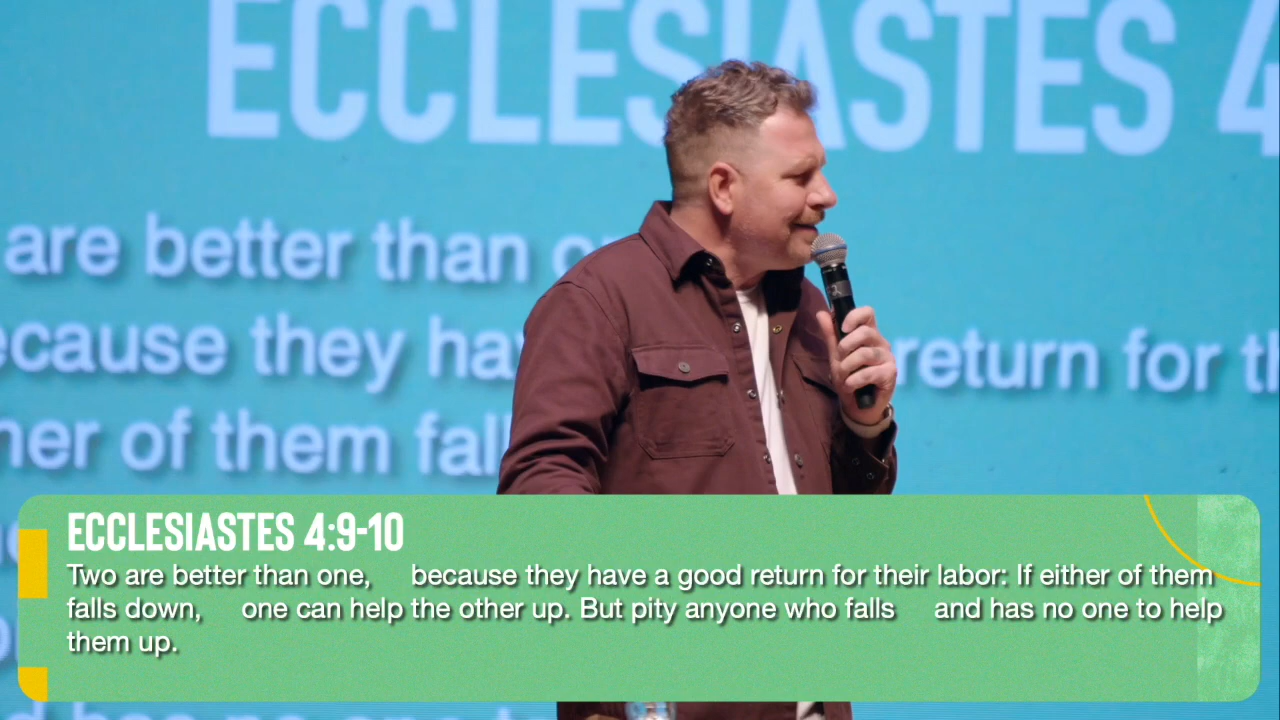 ECCLESIASTES 4
are better than
ecause they hav return for th
her of them fall
ECCLESIASTES 4:9-10
Two are better than one, because they have a good return for their labor: If either of them
falls down, one can help the other up. But pity anyone who falls and has no one to help
them up.